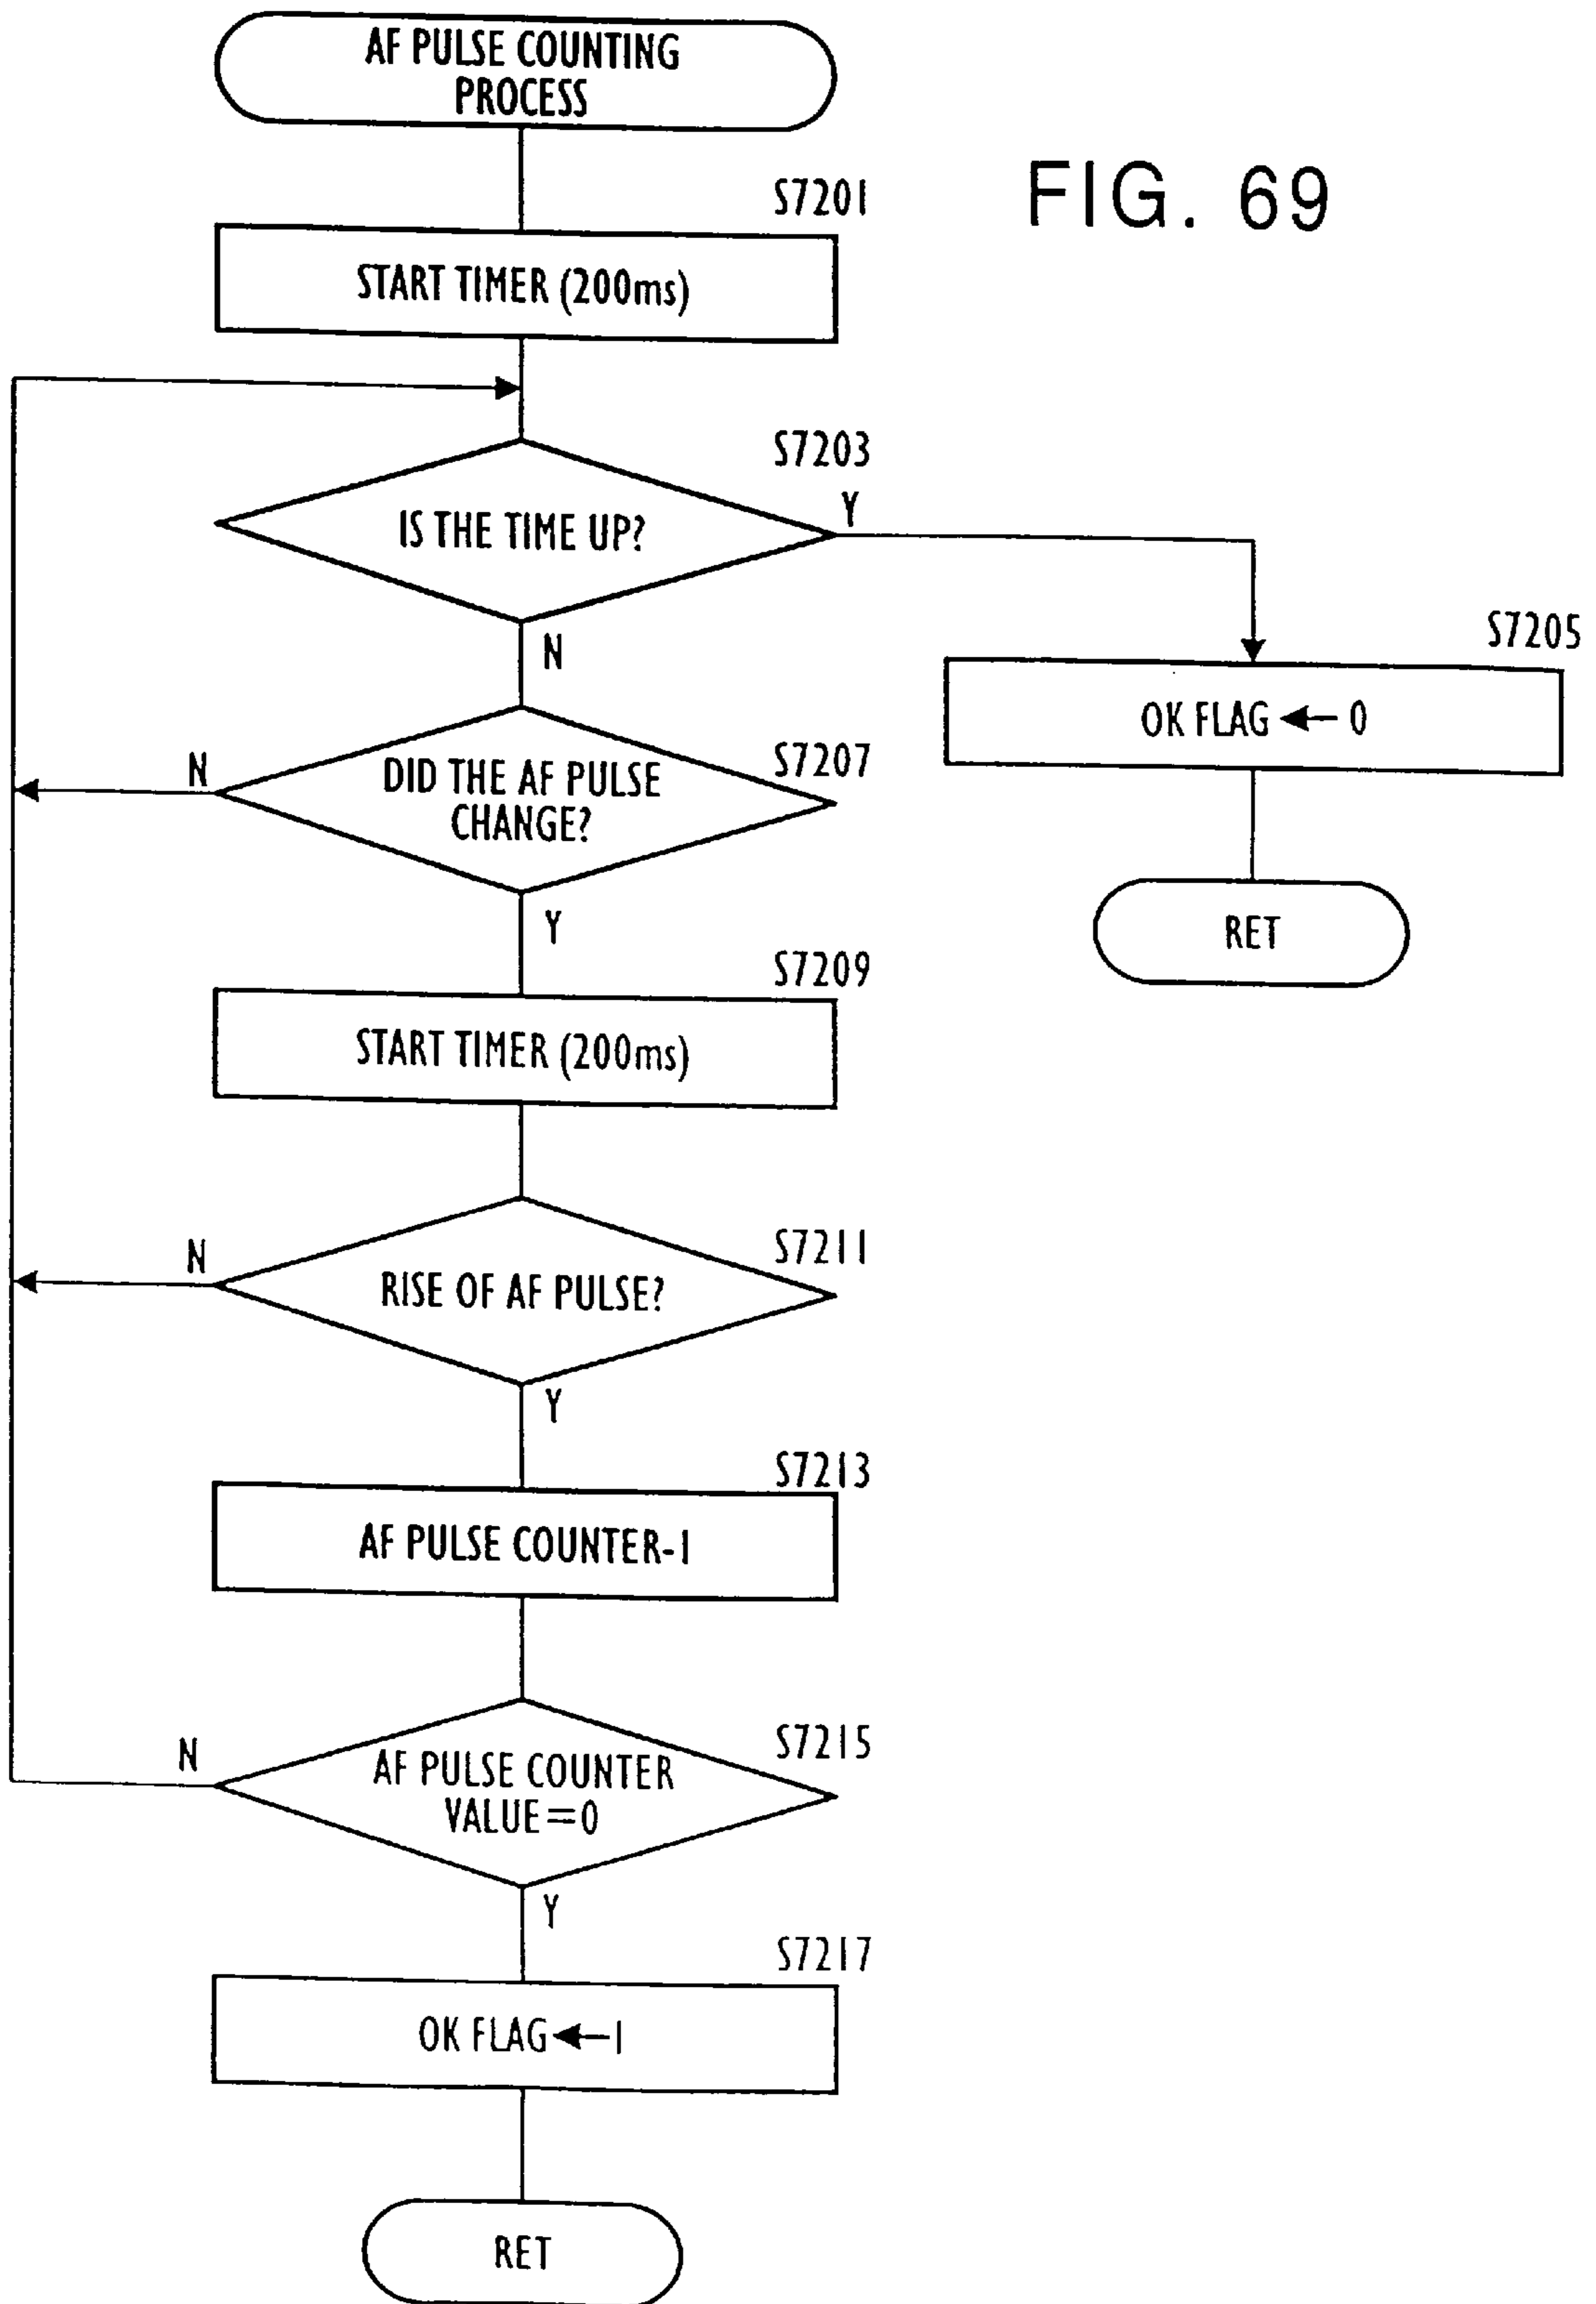 AF PULSE COUNTING
PROCESS
FIG. 69
S7201
START TIMER (200ms)
S7203
IS THE TIME UP?
Y
N
S7205
OK FLAG ← 0
RET
S7207
DID THE AF PULSE
CHANGE?
N
Y
S7209
START TIMER (200ms)
S7211
RISE OF AF PULSE?
N
Y
S7213
AF PULSE COUNTER-1
S7215
AF PULSE COUNTER
VALUE=0
N
Y
S7217
OK FLAG←1
RET